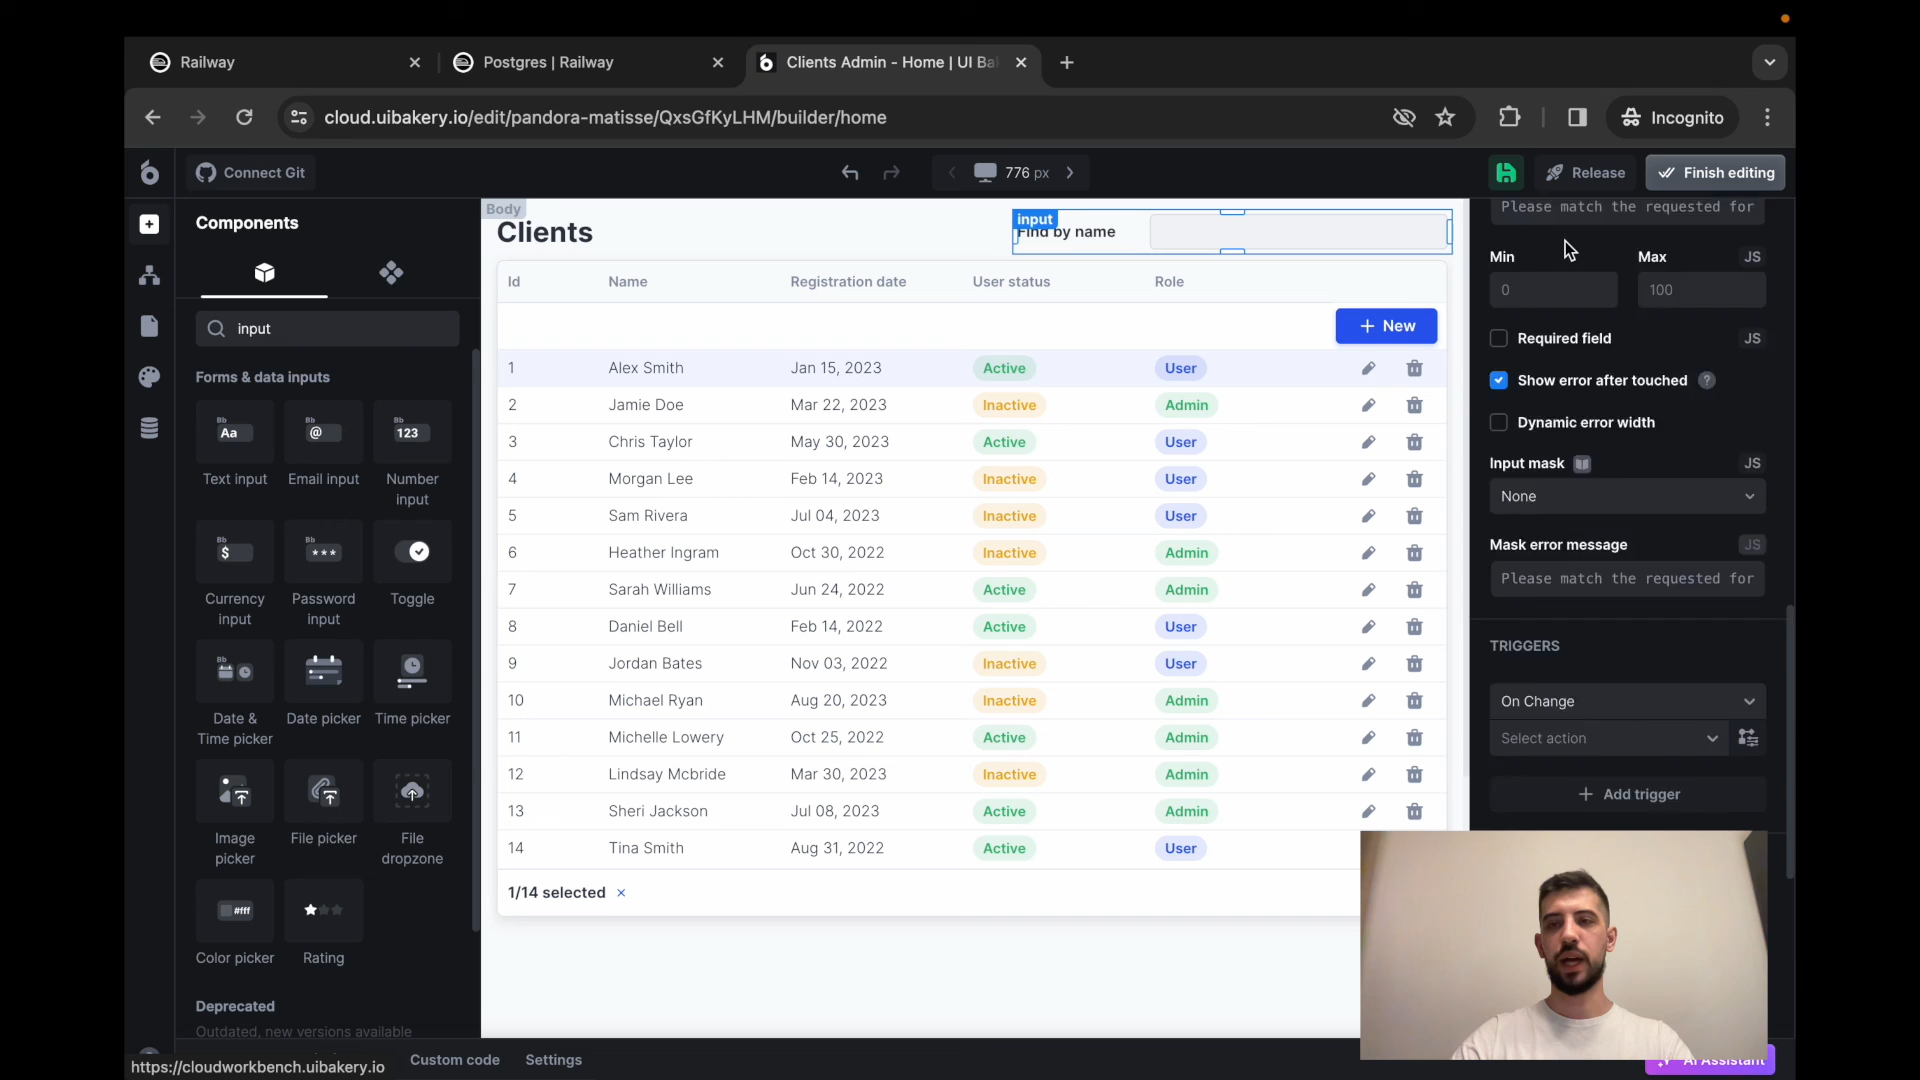 Railway
Postgres | Railway
Clients Admin - Home | UI Ba
cloud.uibakery.io/edit/pandora-matisse/QxsGfKyLHM/builder/home
Incognito
Connect Git
776 px
Release
Finish editing
Components
input
Forms & data inputs
Bb Aa
Bb @
Bb 123
Text input
Email input
Number input
Bb $
Bb ***
Currency input
Password input
Toggle
Bb
Date & Time picker
Date picker
Time picker
Image picker
File picker
File dropzone
#fff
Color picker
Rating
Deprecated
Outdated, new versions available
https://cloudworkbench.uibakery.io
Custom code
Settings
Body
Clients
input
Find by name
Id Name Registration date User status Role
+ New
1 Alex Smith Jan 15, 2023 Active User
2 Jamie Doe Mar 22, 2023 Inactive Admin
3 Chris Taylor May 30, 2023 Active User
4 Morgan Lee Feb 14, 2023 Inactive User
5 Sam Rivera Jul 04, 2023 Inactive User
6 Heather Ingram Oct 30, 2022 Inactive Admin
7 Sarah Williams Jun 24, 2022 Active Admin
8 Daniel Bell Feb 14, 2022 Active User
9 Jordan Bates Nov 03, 2022 Inactive User
10 Michael Ryan Aug 20, 2023 Inactive Admin
11 Michelle Lowery Oct 25, 2022 Active Admin
12 Lindsay Mcbride Mar 30, 2023 Inactive Admin
13 Sheri Jackson Jul 08, 2023 Active Admin
14 Tina Smith Aug 31, 2022 Active User
1/14 selected ×
Please match the requested for
Min Max JS
0 100
Required field JS
Show error after touched ?
Dynamic error width
Input mask JS
None
Mask error message JS
Please match the requested for
TRIGGERS
On Change
Select action
+ Add trigger
AI Assistant